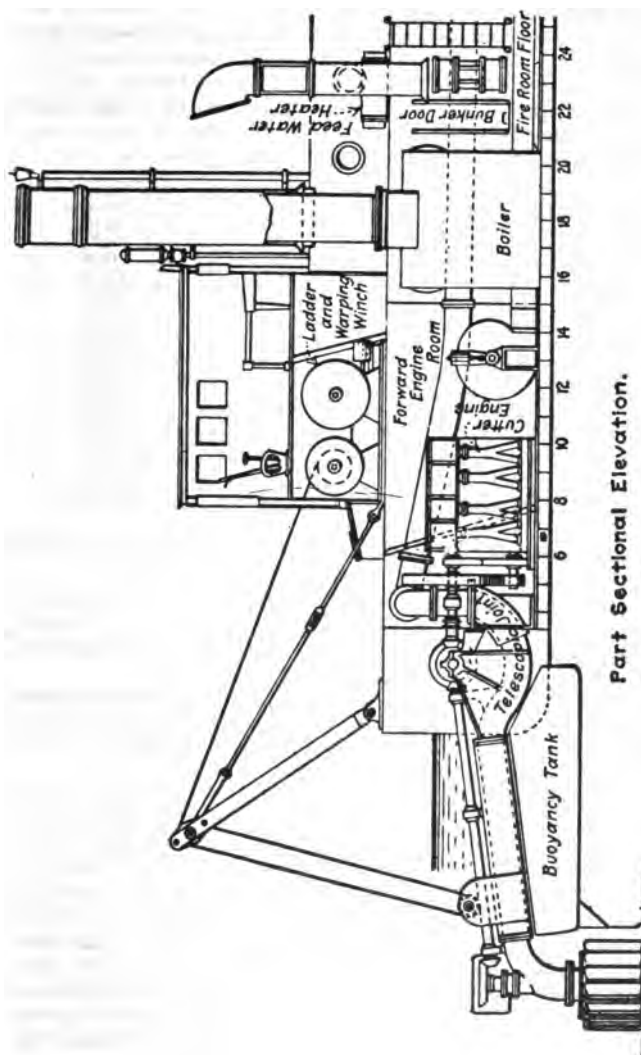 Feed Water
Heater
Bunker Door
Fire Room Floor
Ladder
and
Warping
Winch
Boiler
Forward
Engine
Room
Cutter
Engine
Telescopic
Joint
Buoyancy Tank
6 8 10 12 14 16 18 20 22 24
Part Sectional Elevation.